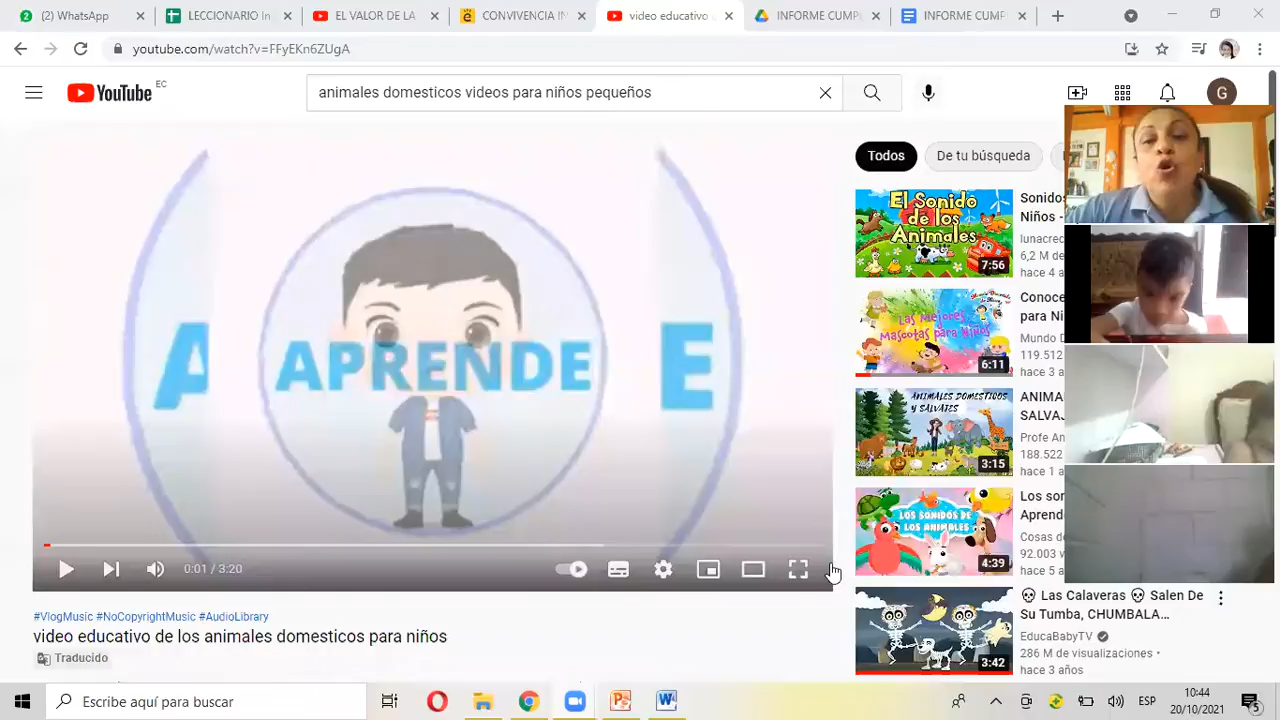 (2) WhatsApp
LECCIONARIO In
EL VALOR DE LA
CONVIVENCIA IN
video educativo
INFORME CUMPL
INFORME CUMP
youtube.com/watch?v=FFyEKn6ZUgA
YouTube EC
animales domesticos videos para niños pequeños
G
APRENDE
E
0:01 / 3:20
#VlogMusic #NoCopyrightMusic #AudioLibrary
video educativo de los animales domesticos para niños
Traducido
Todos
De tu búsqueda
El Sonido
de los
Animales
7:56
Sonidos
Niños -
lunacrec
6,2 M de
hace 4 a
Las Mejores
Mascotas para Niños
6:11
Conoce
para Ni
Mundo D
119.512
hace 3 a
ANIMALES DOMESTICOS
Y SALVAJES
3:15
ANIMA
SALVAJ
Profe An
188.522
hace 1 a
LOS SONIDOS DE
LOS ANIMALES
4:39
Los sor
Aprend
Cosas d
92.003 v
hace 5 a
3:42
Las Calaveras Salen De
Su Tumba, CHUMBALA...
EducaBabyTV
286 M de visualizaciones •
hace 3 años
Escribe aquí para buscar
ESP
10:44
20/10/2021
5